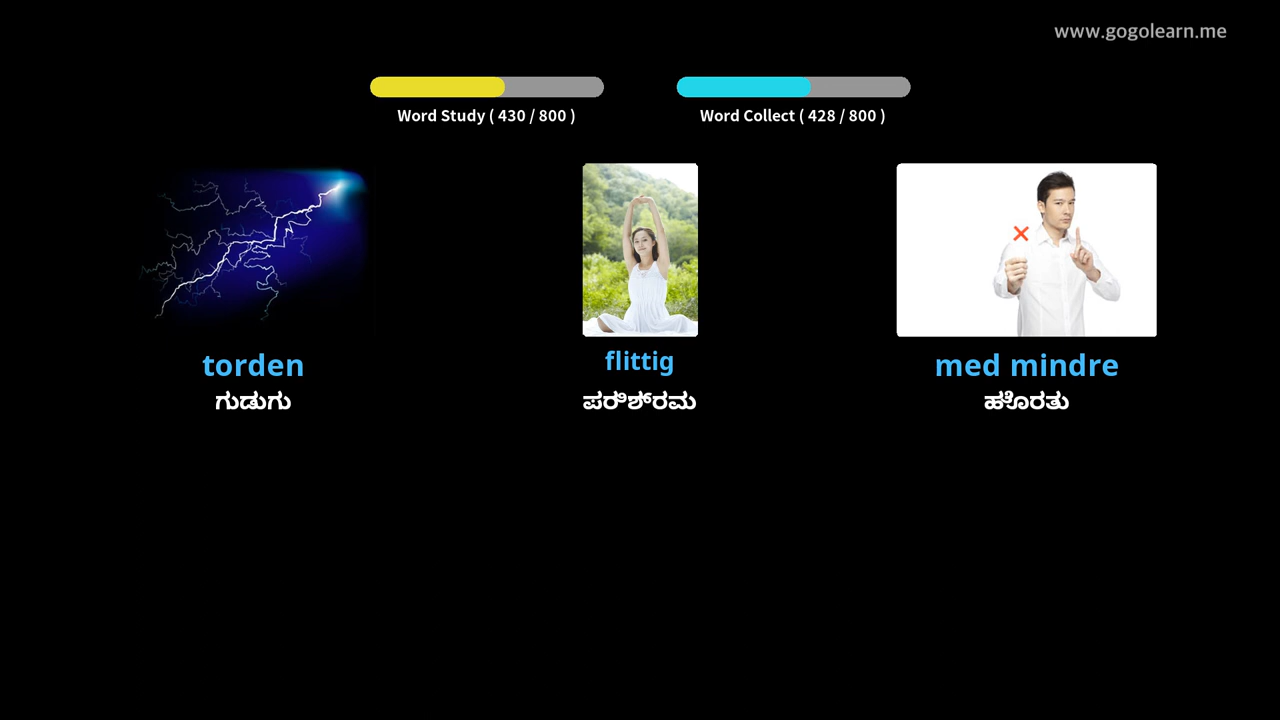 www.gogolearn.me
Word Study ( 430 / 800 )
Word Collect ( 428 / 800 )
torden
flittig
med mindre
ಗುಡುಗು
ಪರಿಶ್ರಮ
ಹೊರತು